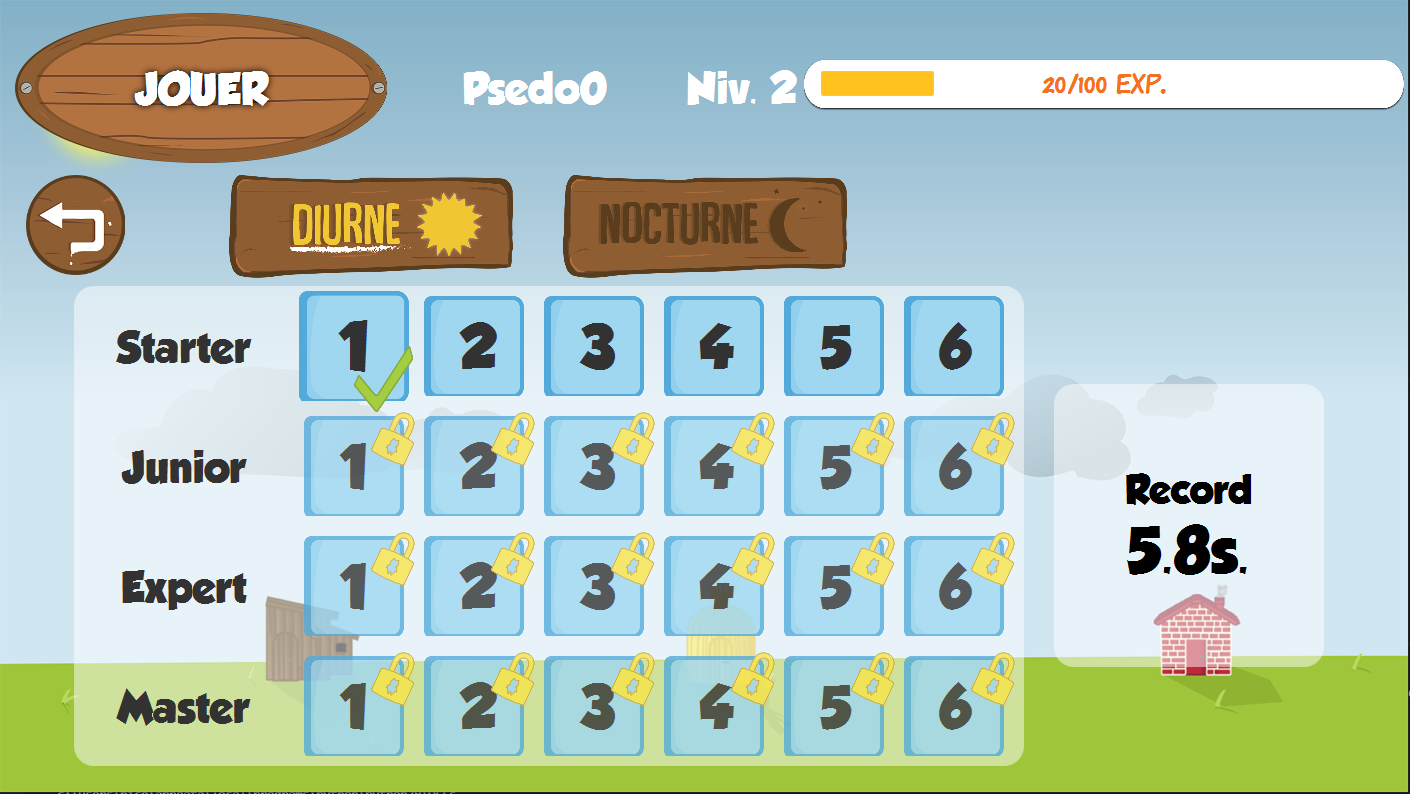 JOUER
Psedo0 Niv. 2 20/100 EXP.
DIURNE NOCTURNE
Starter 1 2 3 4 5 6
Junior 1 2 3 4 5 6
Expert 1 2 3 4 5 6
Master 1 2 3 4 5 6
Record
5.8s.